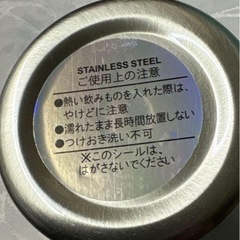 STAINLESS STEEL
ご使用上の注意
●熱い飲みものを入れた際は、
やけどに注意
●濡れたまま長時間放置しない
●つけおき洗い不可
※このシールは、
はがさないでください